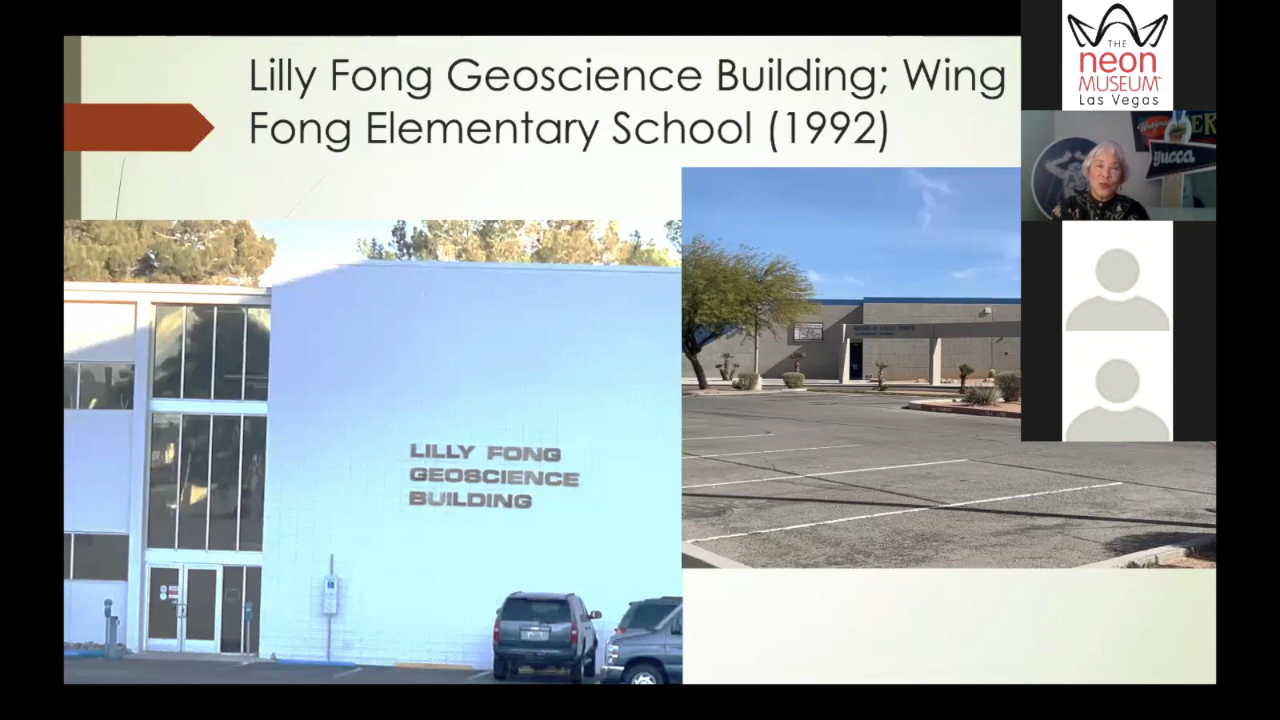 Lilly Fong Geoscience Building; Wing
Fong Elementary School (1992)
THE
neon
MUSEUM
Las Vegas
yucca
LILLY FONG
GEOSCIENCE
BUILDING